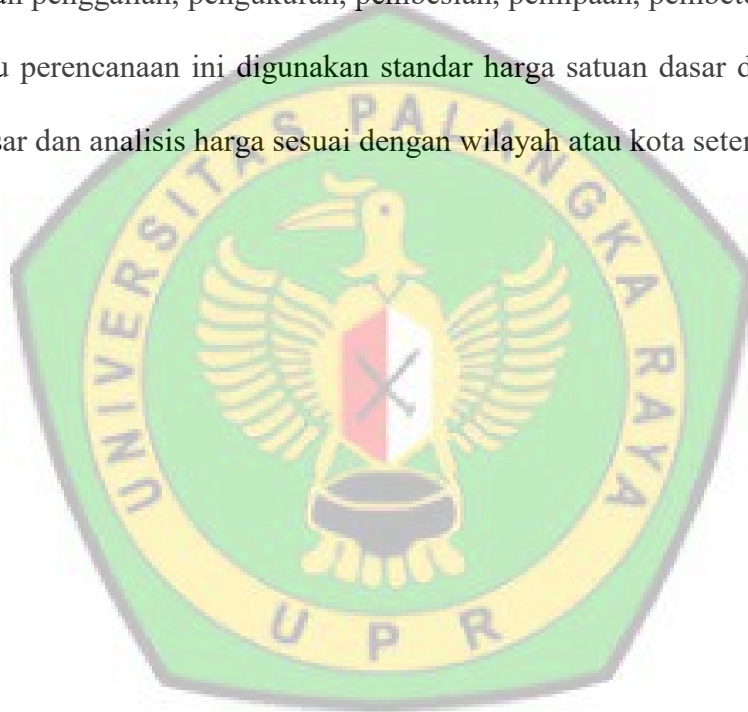 penggalian, pengukuran, pembesian, pemipaan,
perencanaan ini digunakan standar harga satuan dasar
dan analisis harga sesuai dengan wilayah atau kota
UNIVERSITAS PALANGKA RAYA
UPR